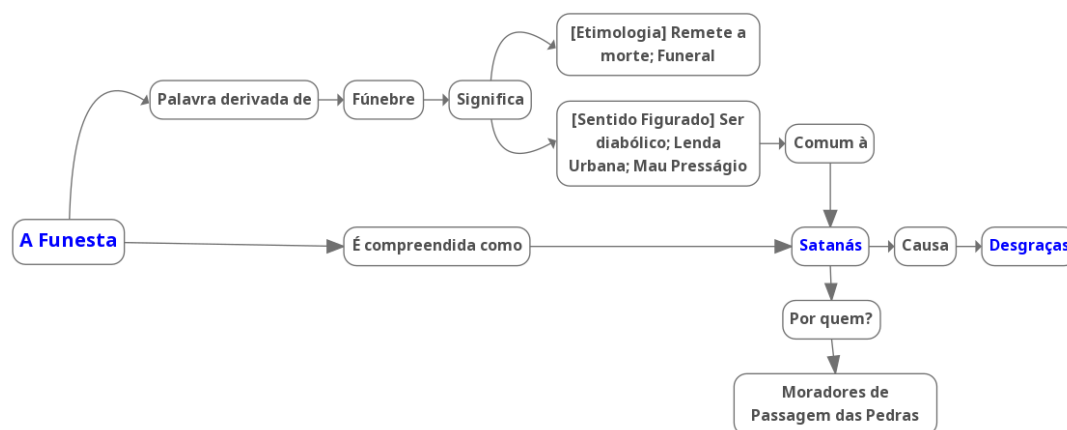 [Etimologia] Remete a
morte; Funeral
Palavra derivada de
Fúnebre
Significa
[Sentido Figurado] Ser
diabólico; Lenda
Urbana; Mau Presságio
Comum à
A Funesta
É compreendida como
Satanás
Causa
Desgraças
Por quem?
Moradores de
Passagem das Pedras